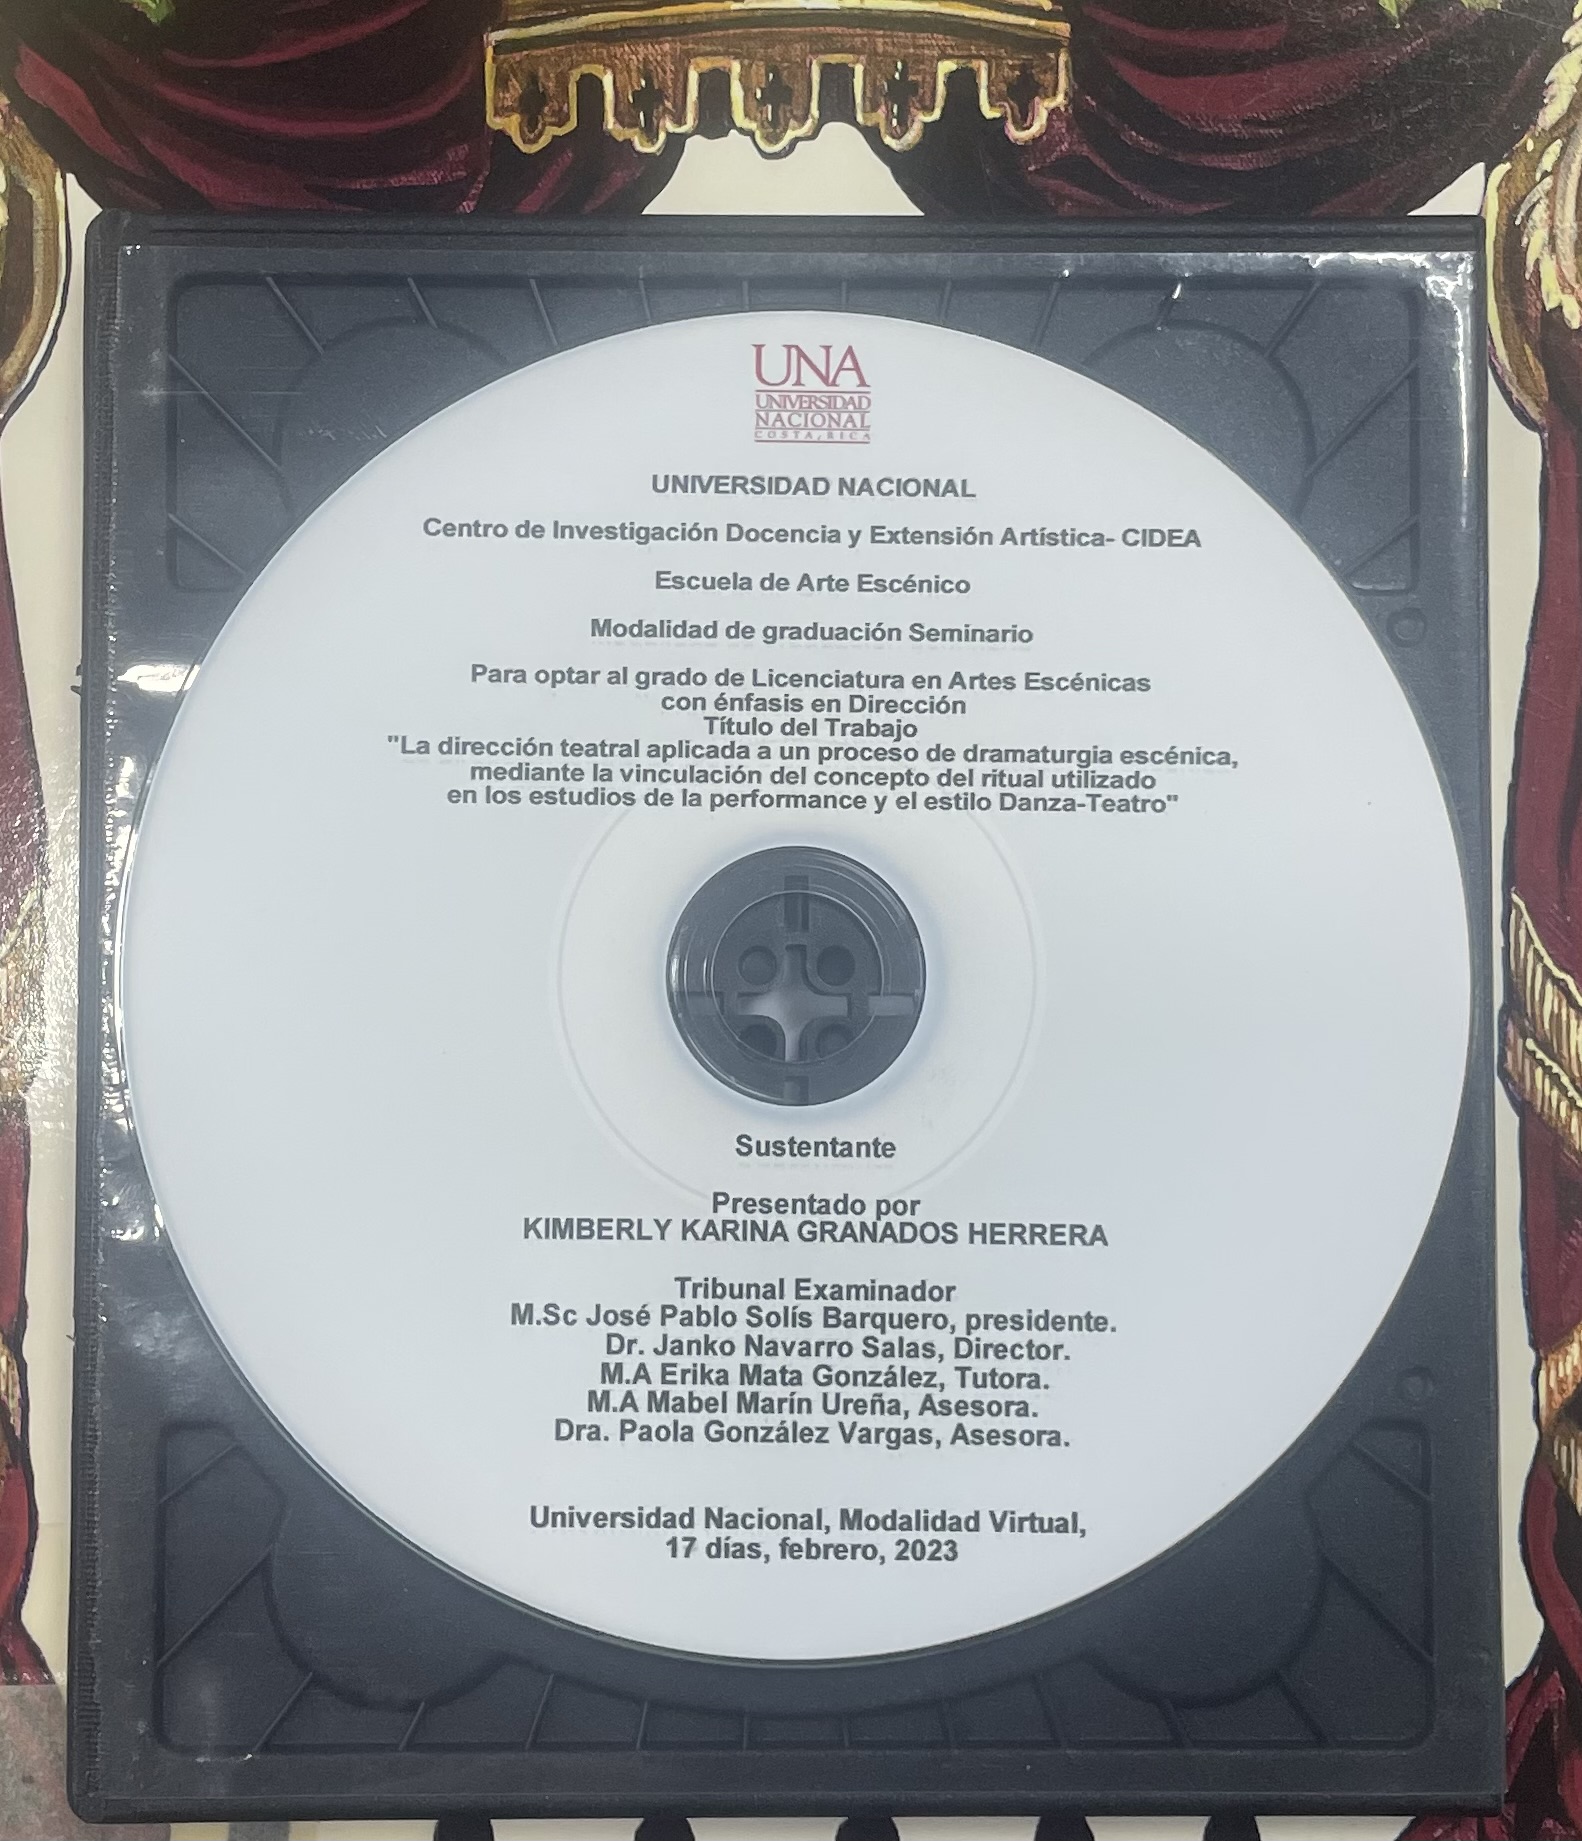 UNA
UNIVERSIDAD
NACIONAL
COSTA RICA
UNIVERSIDAD NACIONAL
Centro de Investigación Docencia y Extensión Artística- CIDEA
Escuela de Arte Escénico
Modalidad de graduación Seminario
Para optar al grado de Licenciatura en Artes Escénicas
con énfasis en Dirección
Título del Trabajo
"La dirección teatral aplicada a un proceso de dramaturgia escénica,
mediante la vinculación del concepto del ritual utilizado
en los estudios de la performance y el estilo Danza-Teatro"
Sustentante
Presentado por
KIMBERLY KARINA GRANADOS HERRERA
Tribunal Examinador
M.Sc José Pablo Solís Barquero, presidente.
Dr. Janko Navarro Salas, Director.
M.A Erika Mata González, Tutora.
M.A Mabel Marín Ureña, Asesora.
Dra. Paola González Vargas, Asesora.
Universidad Nacional, Modalidad Virtual,
17 días, febrero, 2023